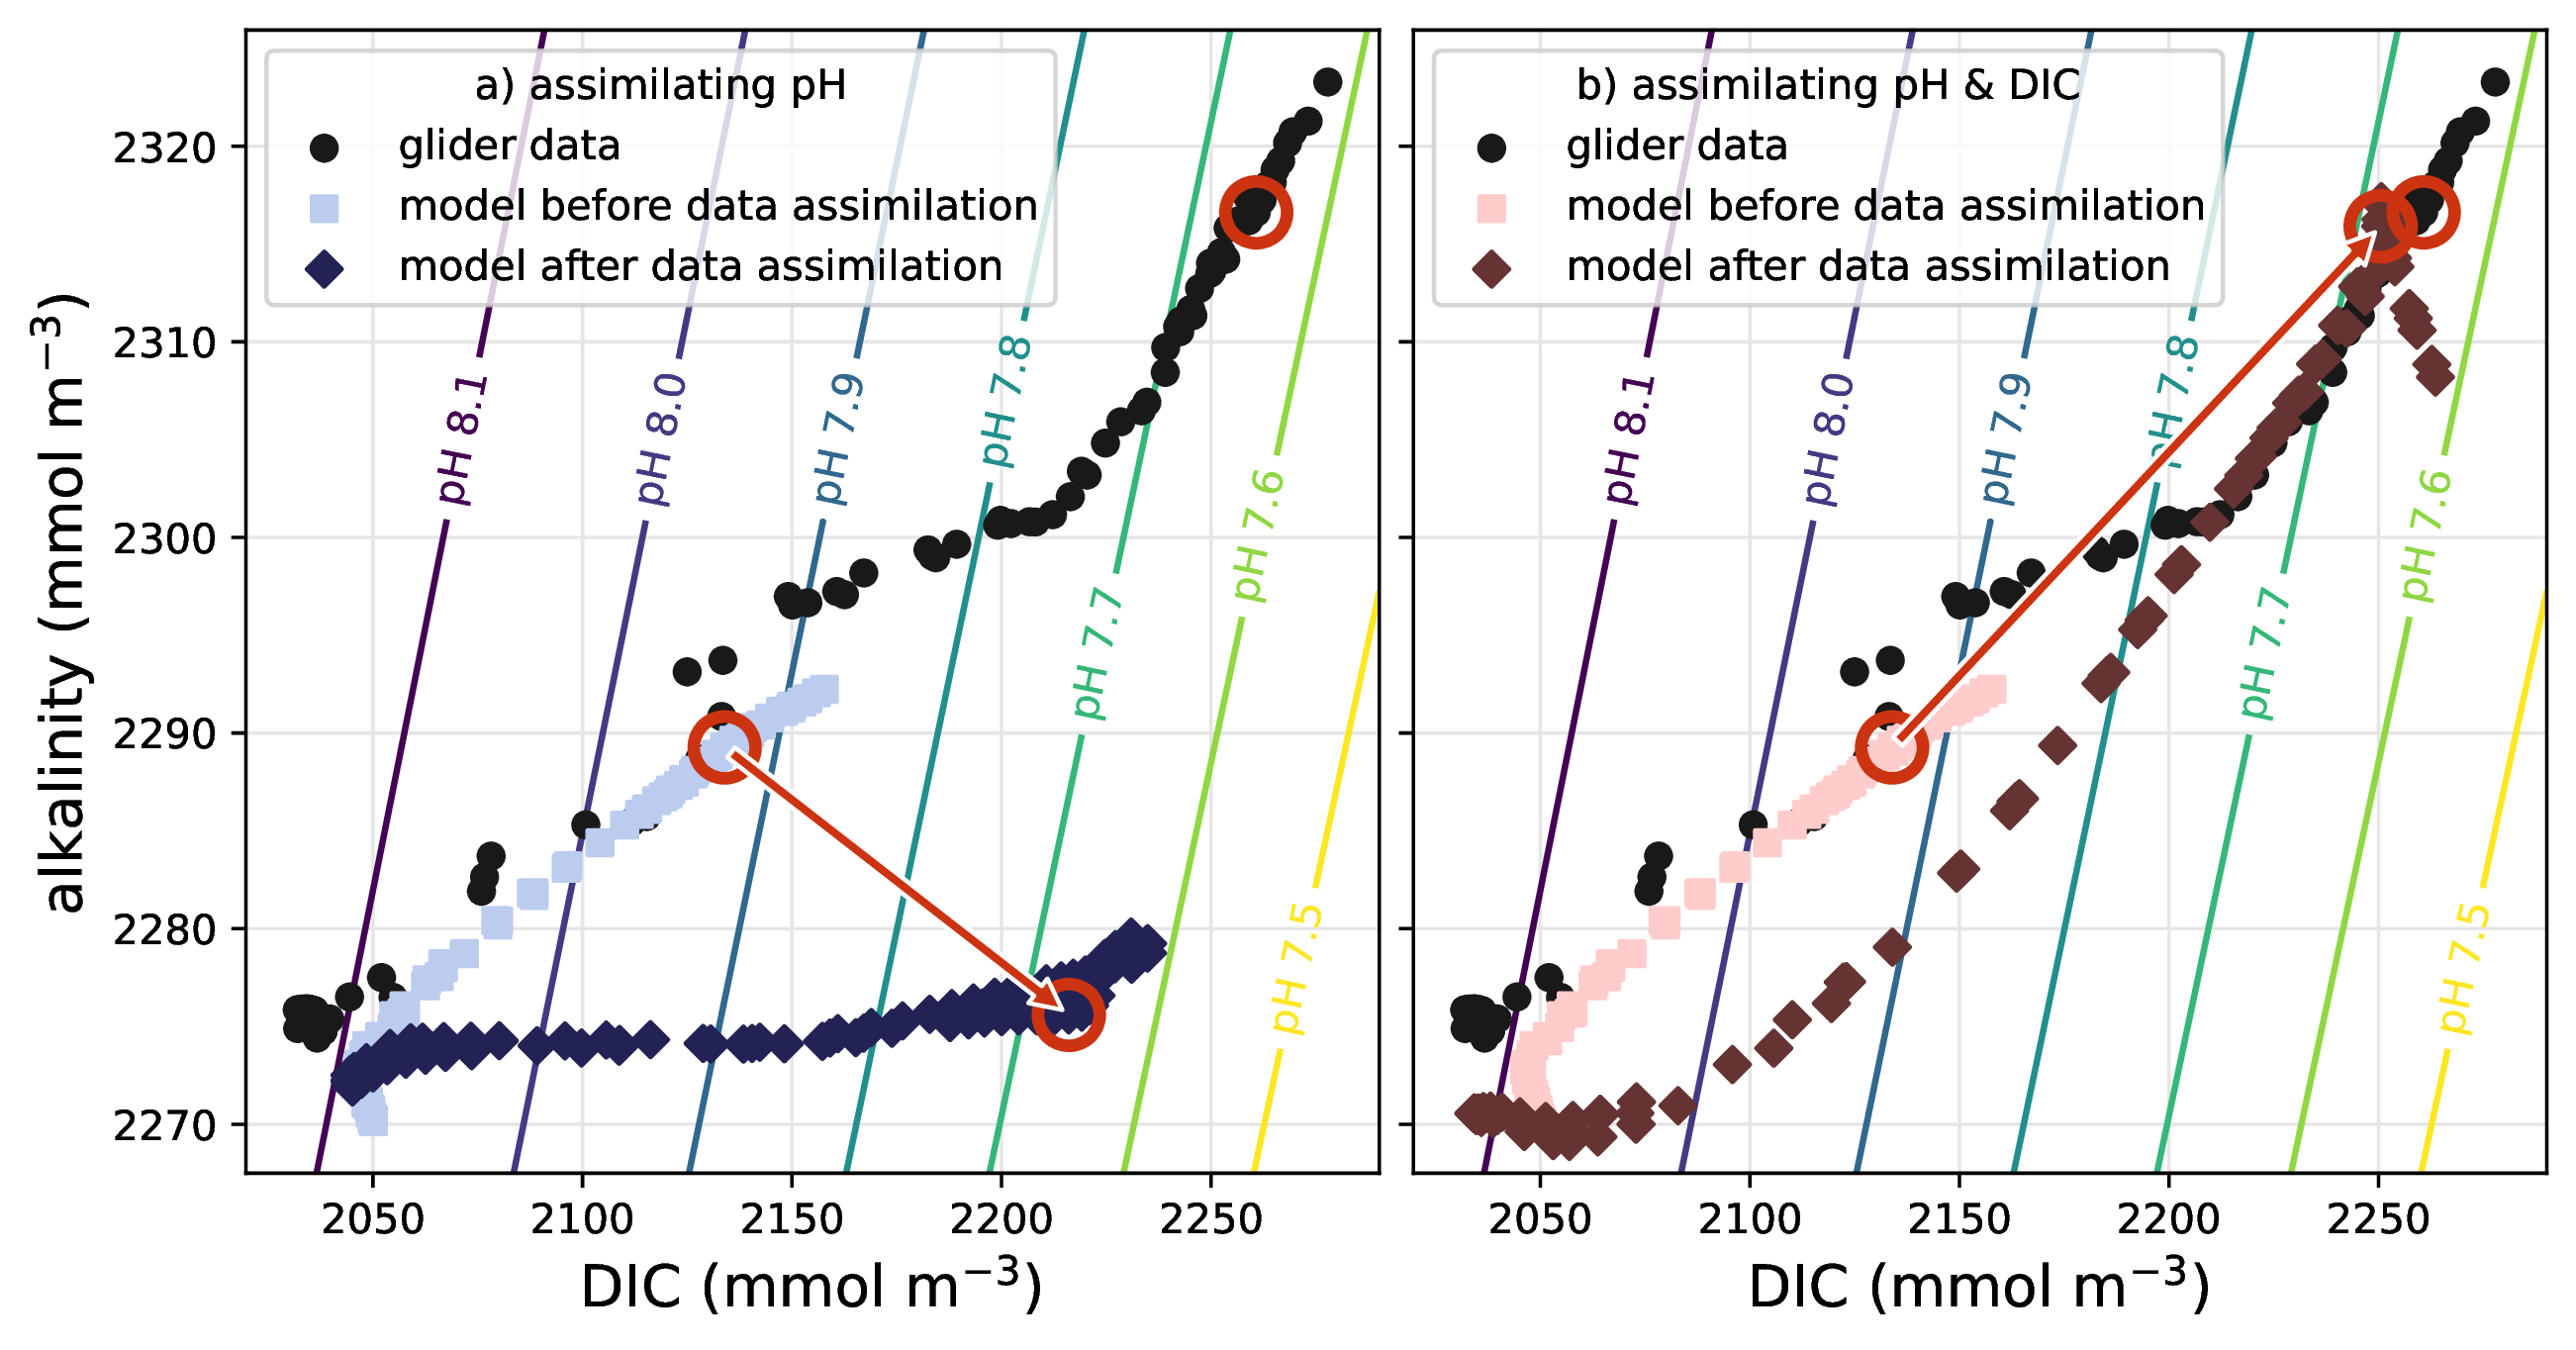 a) assimilating pH
glider data
model before data assimilation
model after data assimilation
b) assimilating pH & DIC
glider data
model before data assimilation
model after data assimilation
alkalinity (mmol m⁻³)
2320
2310
2300
2290
2280
2270
pH 8.1
pH 8.0
pH 7.9
pH 7.8
pH 7.7
pH 7.6
pH 7.5
pH 8.1
pH 8.0
pH 7.9
pH 7.8
pH 7.7
pH 7.6
pH 7.5
2050 2100 2150 2200 2250
2050 2100 2150 2200 2250
DIC (mmol m⁻³)
DIC (mmol m⁻³)